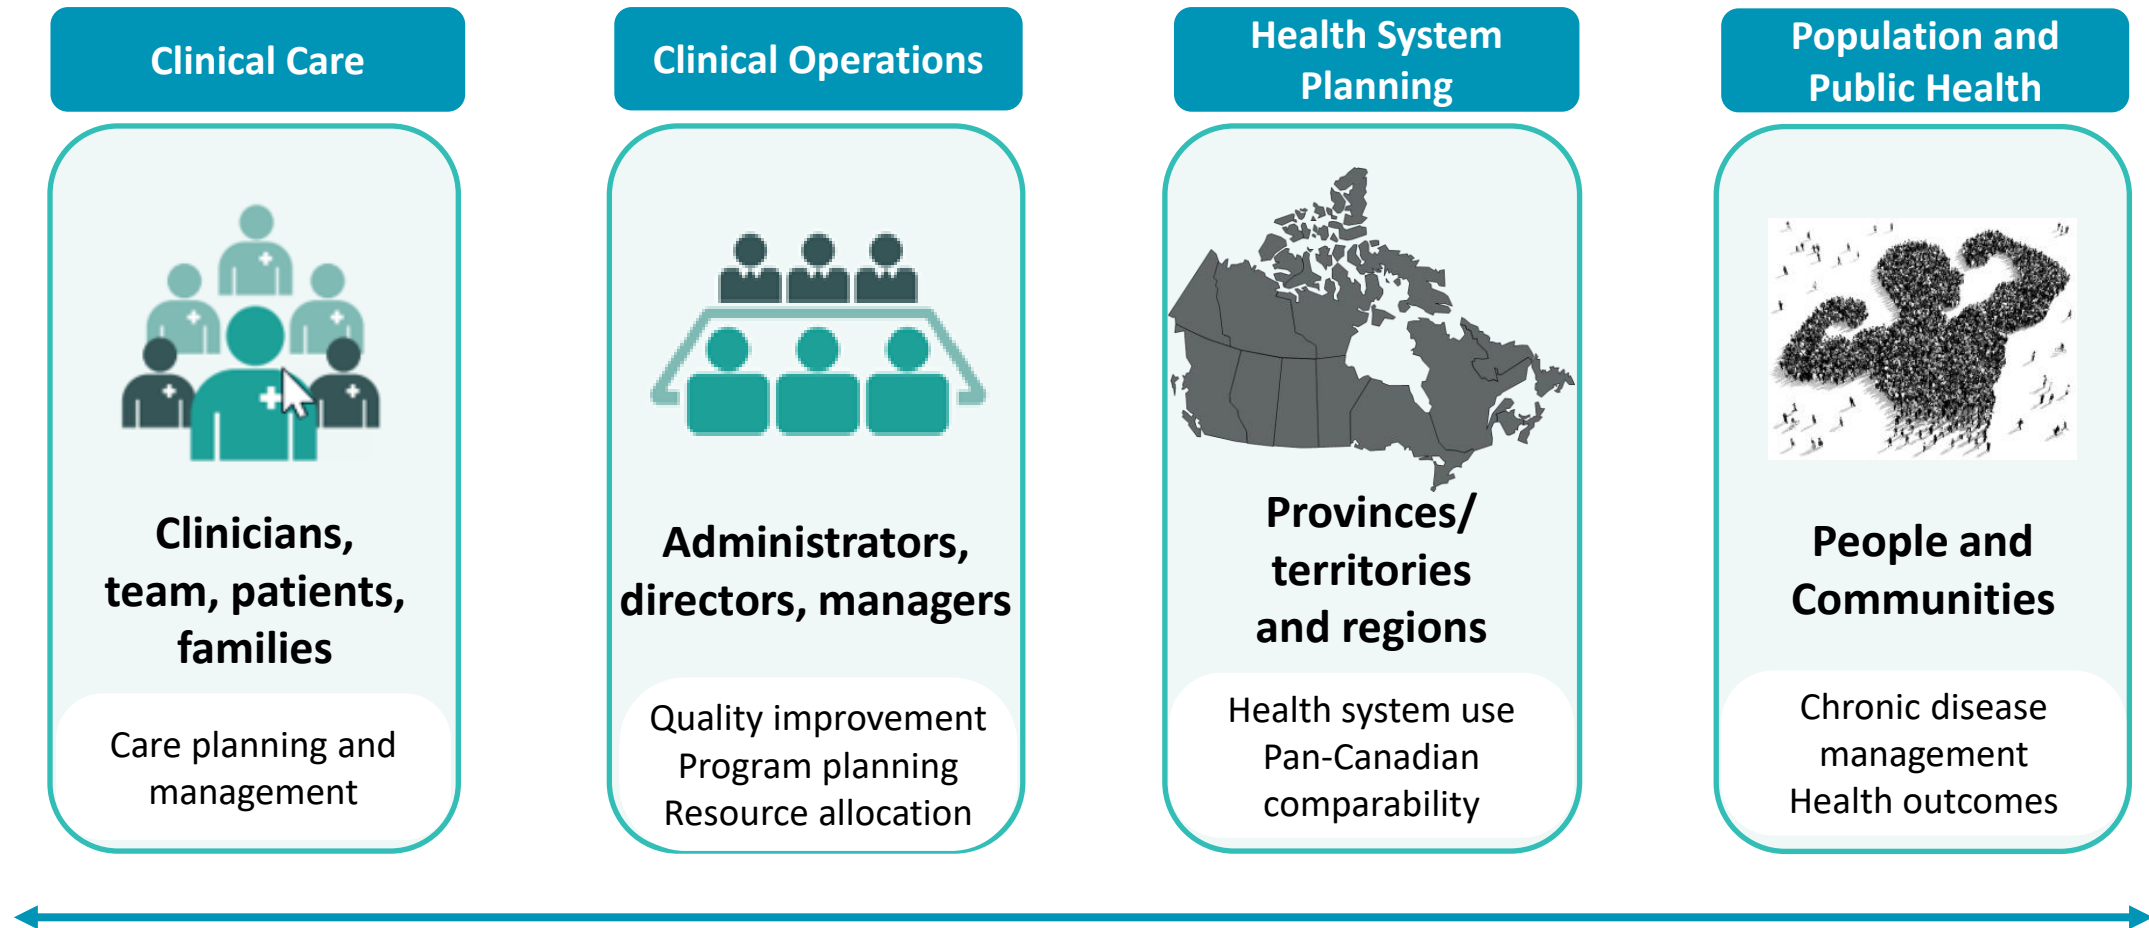 Clinical Care
Clinicians,
team, patients,
families
Care planning and
management
Clinical Operations
Administrators,
directors, managers
Quality improvement
Program planning
Resource allocation
Health System
Planning
Provinces/
territories
and regions
Health system use
Pan-Canadian
comparability
Population and
Public Health
People and
Communities
Chronic disease
management
Health outcomes